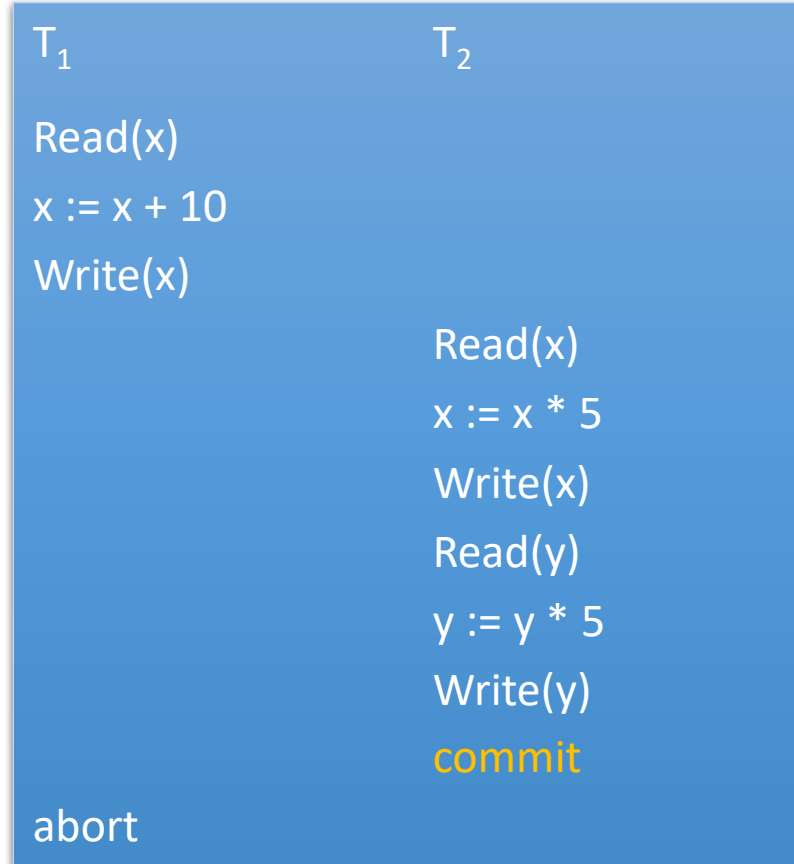 T₁ T₂
Read(x)
x := x + 10
Write(x)
Read(x)
x := x * 5
Write(x)
Read(y)
y := y * 5
Write(y)
commit
abort